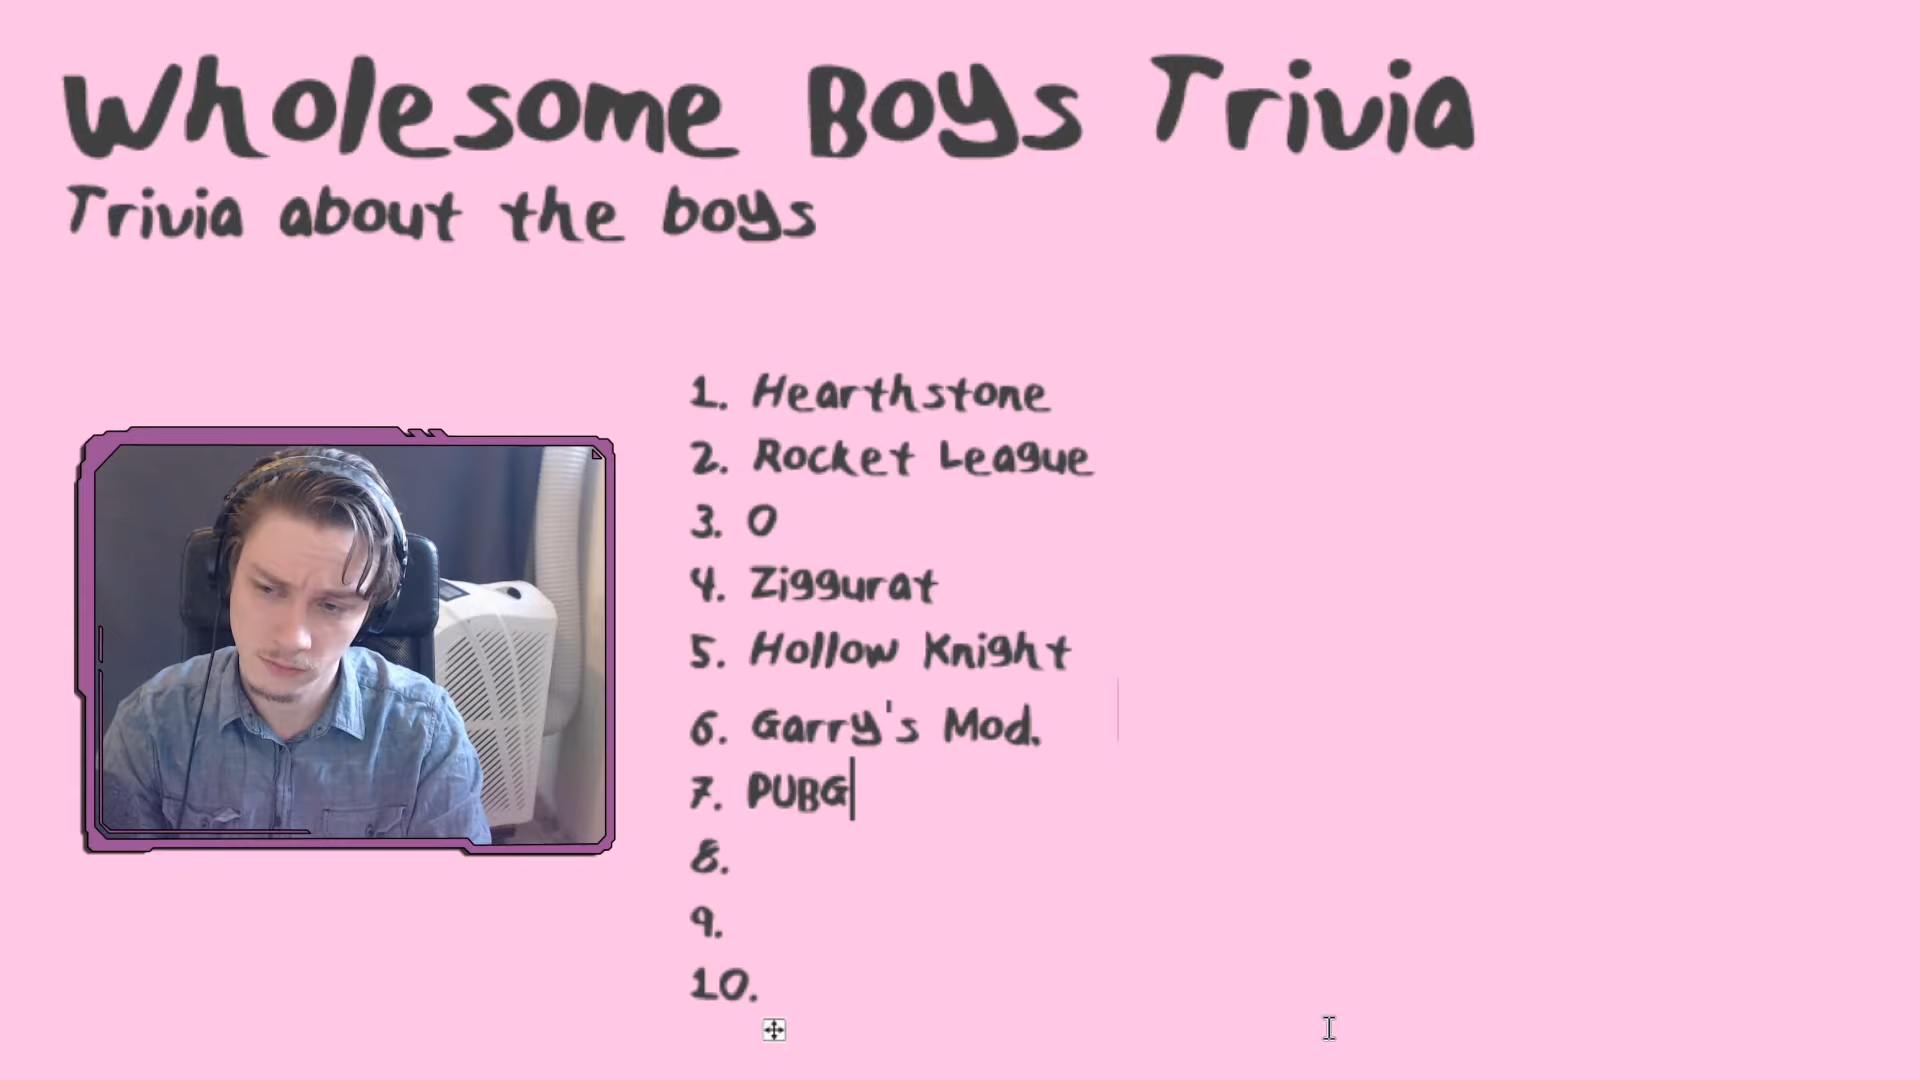 Wholesome Boys Trivia
Trivia about the boys
1. Hearthstone
2. Rocket League
3. O
4. Ziggurat
5. Hollow Knight
6. Garry's Mod.
7. PUBG
8.
9.
10.